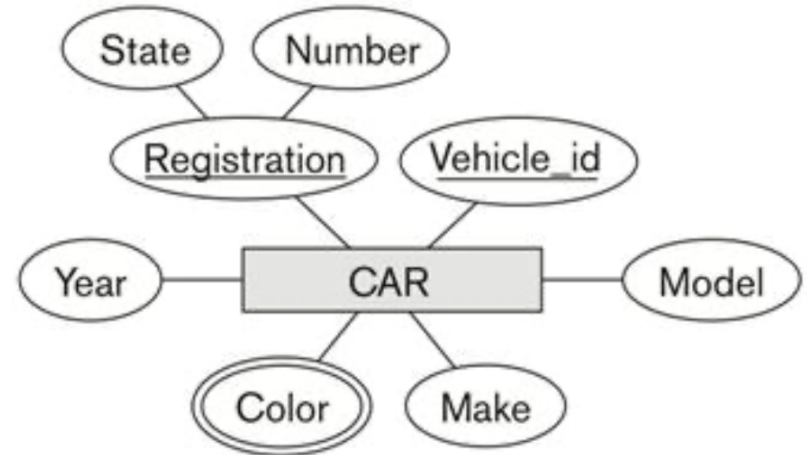 State
Number
Registration
Vehicle_id
Year
CAR
Model
Color
Make